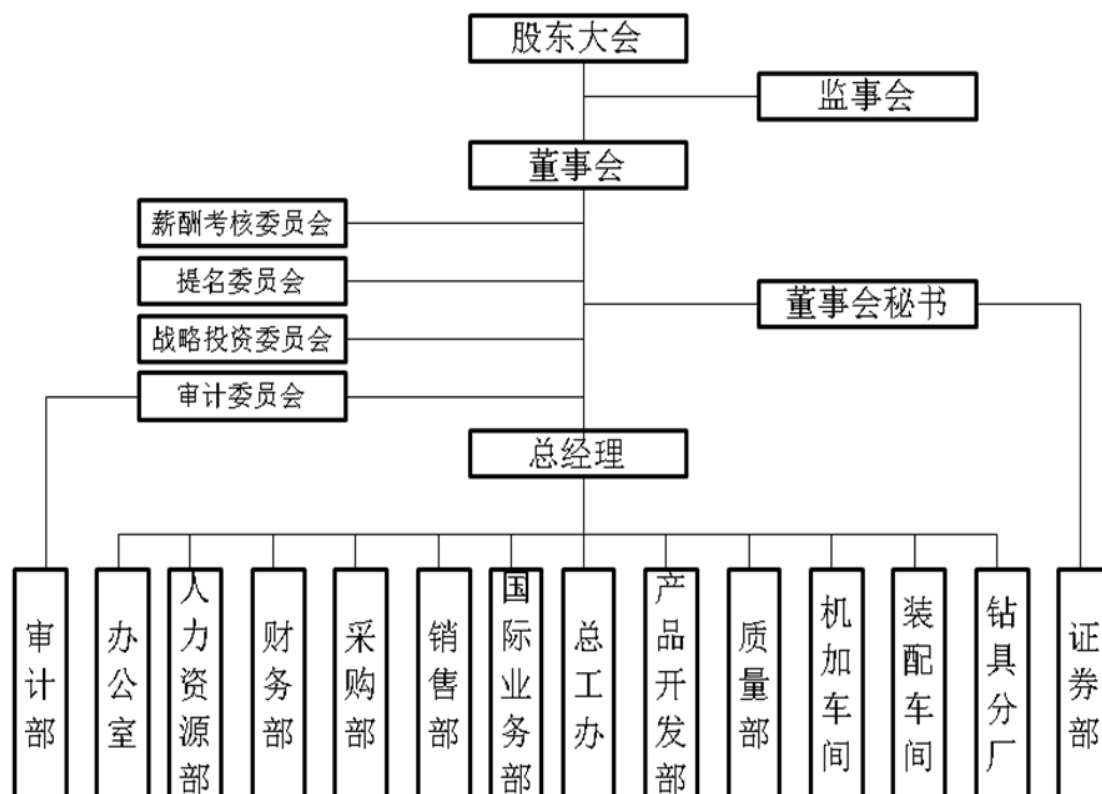 股东大会
监事会
董事会
薪酬考核委员会
提名委员会
董事会秘书
战略投资委员会
审计委员会
总经理
审计部
办公室
人力资源部
财务部
采购部
销售部
国际业务部
总工办
产品开发部
质量部
机加车间
装配车间
钻具分厂
证券部